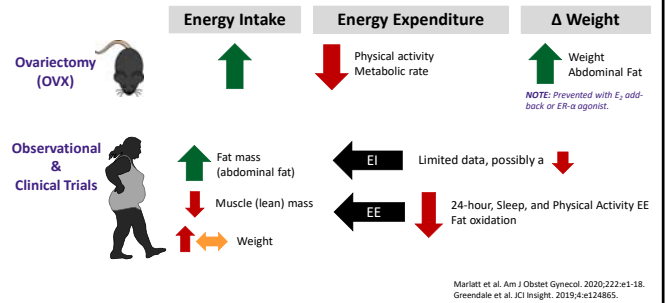 Energy Intake
Energy Expenditure
Δ Weight
Ovariectomy
(OVX)
Physical activity
Metabolic rate
Weight
Abdominal Fat
NOTE: Prevented with E₂ add-
back or ER-α agonist.
Observational
&
Clinical Trials
Fat mass
(abdominal fat)
EI
Limited data, possibly a
Muscle (lean) mass
EE
24-hour, Sleep, and Physical Activity EE
Fat oxidation
Weight
Marlatt et al. Am J Obstet Gynecol. 2020;222:e1-18.
Greendale et al. JCI Insight. 2019;4:e124865.